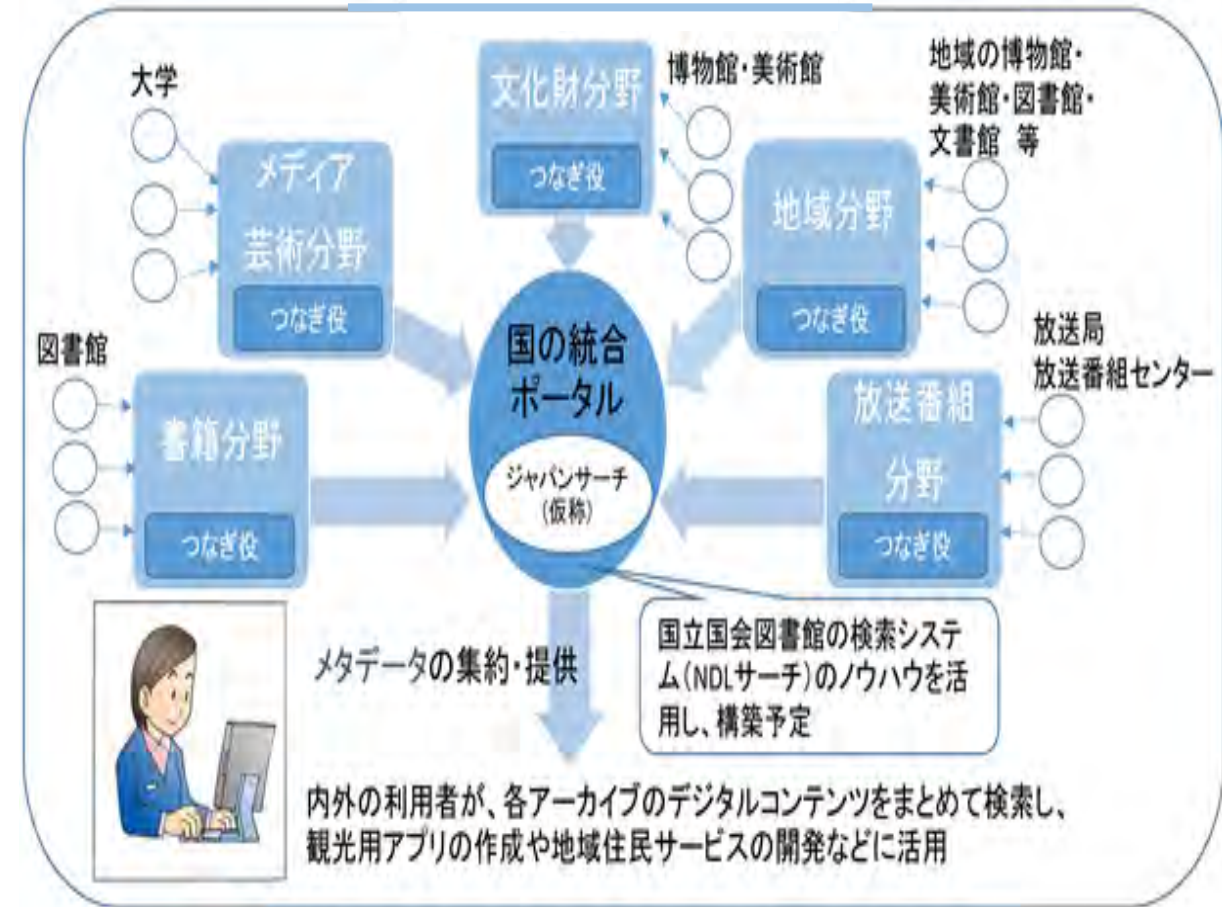 大学
メディア
芸術分野
つなぎ役
文化財分野
つなぎ役
博物館・美術館
地域の博物館・
美術館・図書館・
文書館 等
地域分野
つなぎ役
図書館
書籍分野
つなぎ役
国の統合
ポータル
ジャパンサーチ
(仮称)
放送局
放送番組センター
放送番組
分野
つなぎ役
メタデータの集約・提供
国立国会図書館の検索システ
ム(NDLサーチ)のノウハウを活
用し、構築予定
内外の利用者が、各アーカイブのデジタルコンテンツをまとめて検索し、
観光用アプリの作成や地域住民サービスの開発などに活用